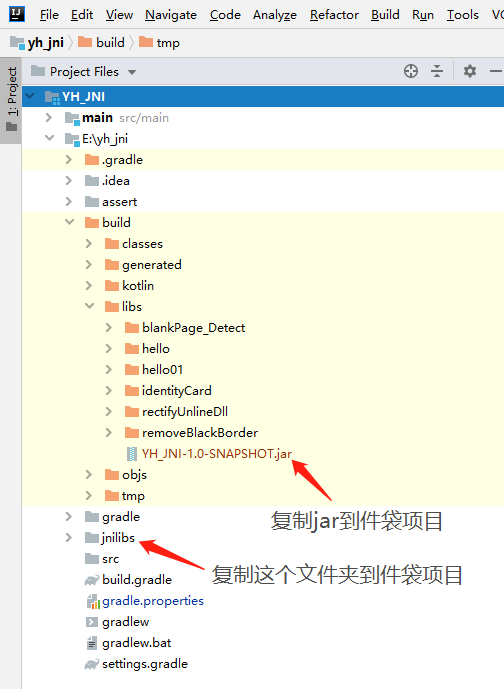 File Edit View Navigate Code Analyze Refactor Build Run Tools VC
yh_jni build tmp
1: Project
Project Files
YH_JNI
main src/main
E:\yh_jni
.gradle
.idea
assert
build
classes
generated
kotlin
libs
blankPage_Detect
hello
hello01
identityCard
rectifyUnlineDll
removeBlackBorder
YH_JNI-1.0-SNAPSHOT.jar
objs
tmp
gradle
复制jar到件袋项目
jnilibs
复制这个文件夹到件袋项目
src
build.gradle
gradle.properties
gradlew
gradlew.bat
settings.gradle